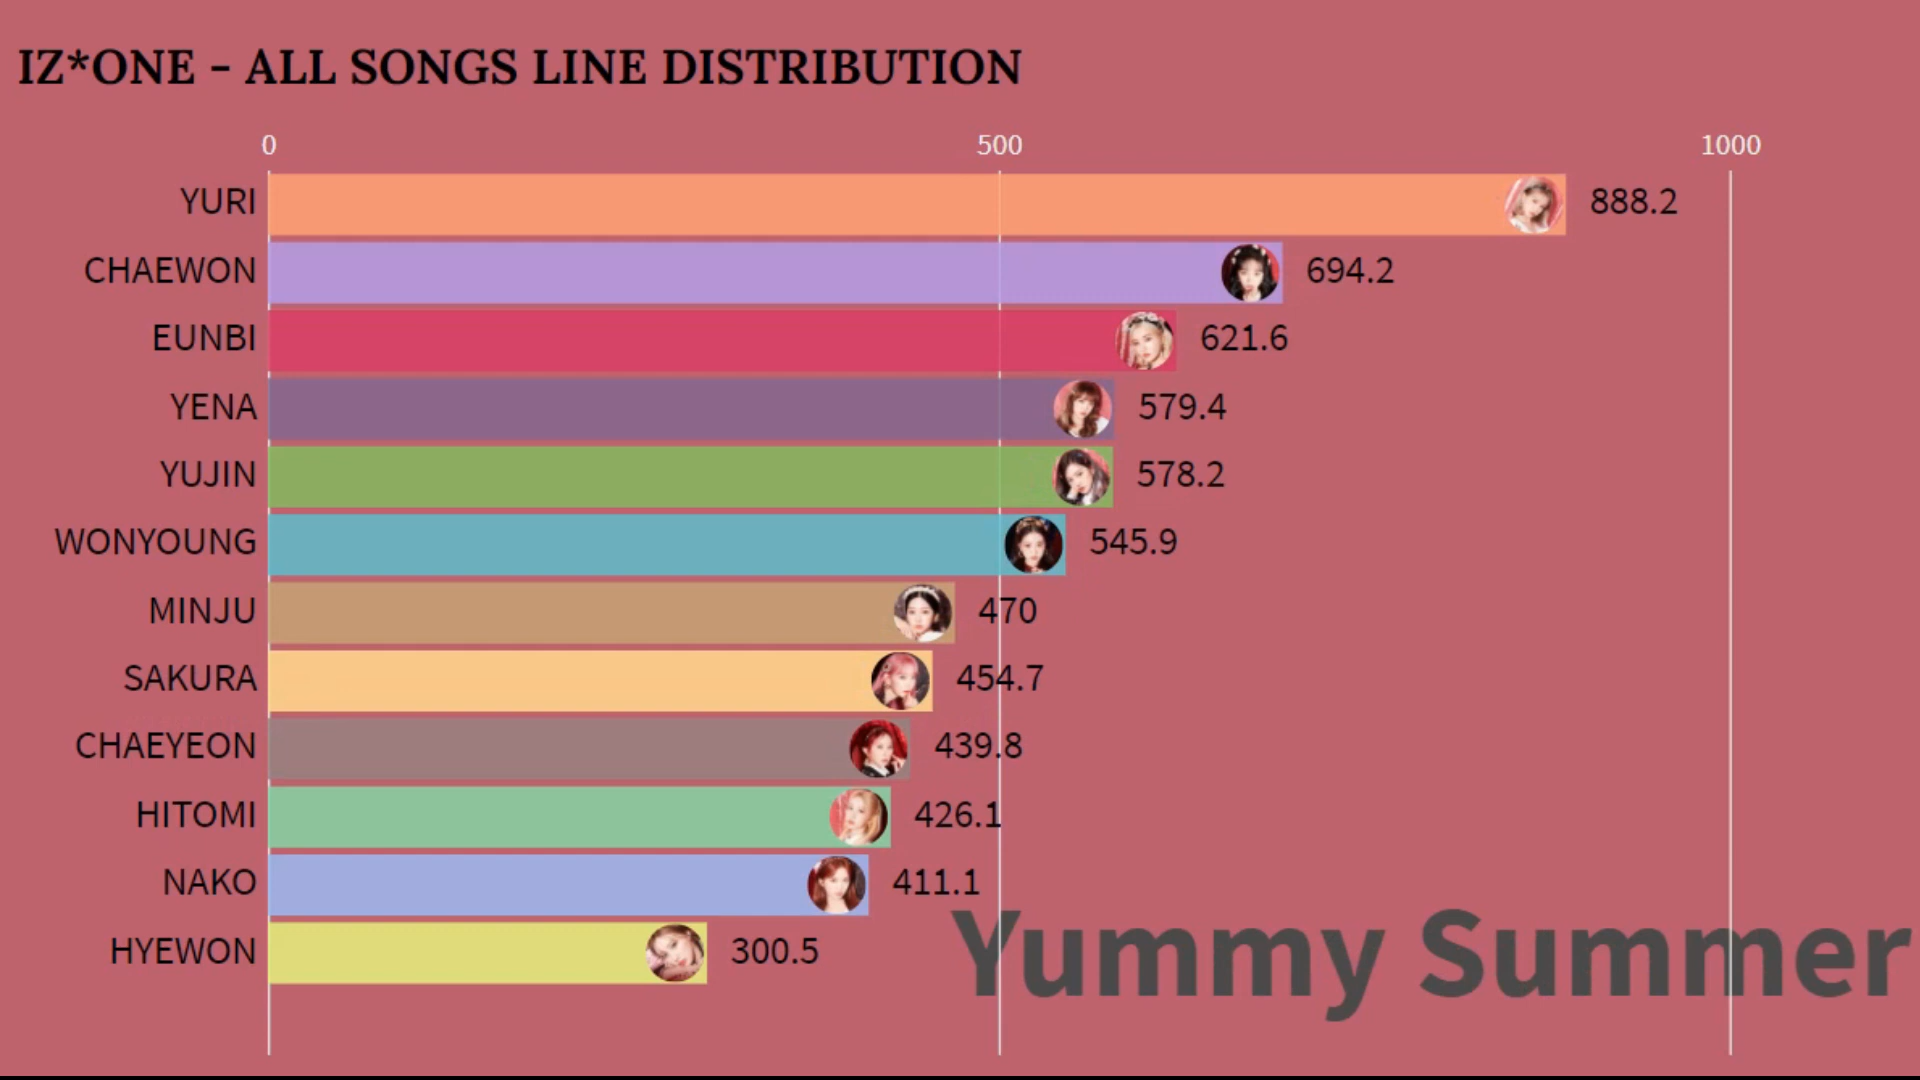 IZ*ONE - ALL SONGS LINE DISTRIBUTION
0 500 1000
YURI 888.2
CHAEWON 694.2
EUNBI 621.6
YENA 579.4
YUJIN 578.2
WONYOUNG 545.9
MINJU 470
SAKURA 454.7
CHAEYEON 439.8
HITOMI 426.1
NAKO 411.1
HYEWON 300.5
Yummy Summer